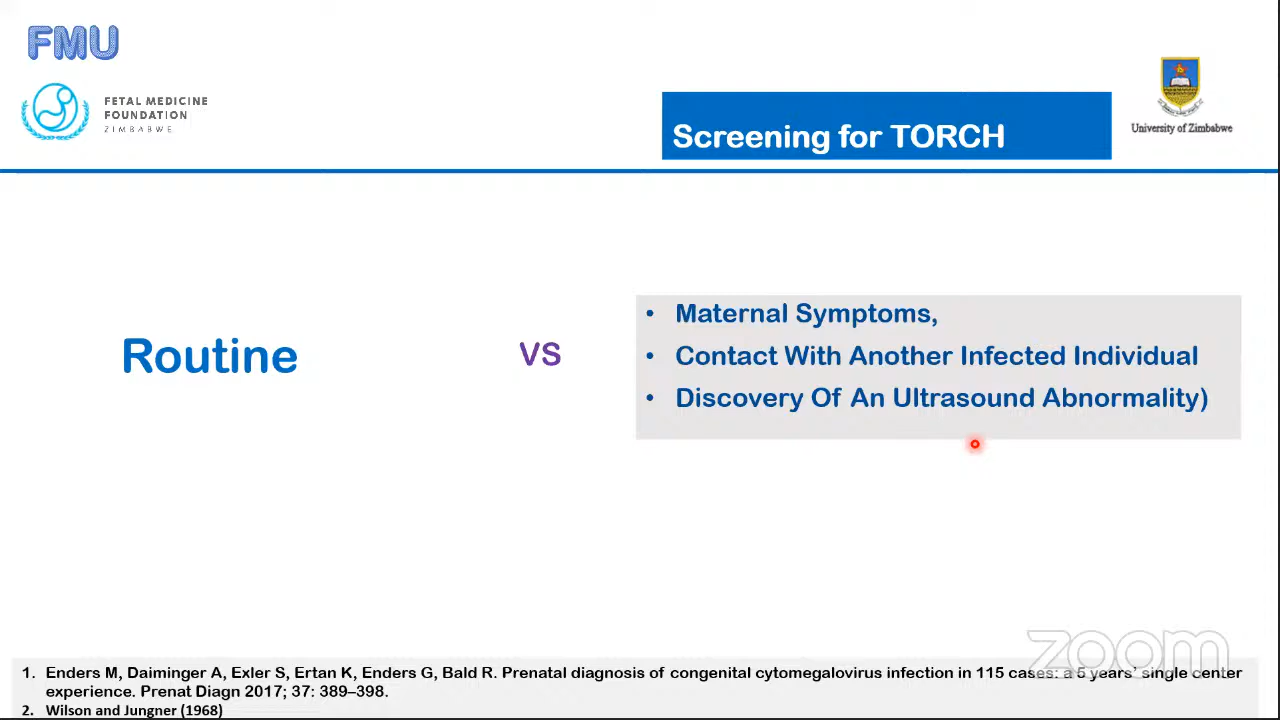 FMU
FETAL MEDICINE
FOUNDATION
ZIMBABWE
Screening for TORCH
University of Zimbabwe
Routine
VS
• Maternal Symptoms,
• Contact With Another Infected Individual
• Discovery Of An Ultrasound Abnormality)
zoom
1. Enders M, Daiminger A, Exler S, Ertan K, Enders G, Bald R. Prenatal diagnosis of congenital cytomegalovirus infection in 115 cases: a 5 years' single center
experience. Prenat Diagn 2017; 37: 389–398.
2. Wilson and Jungner (1968)